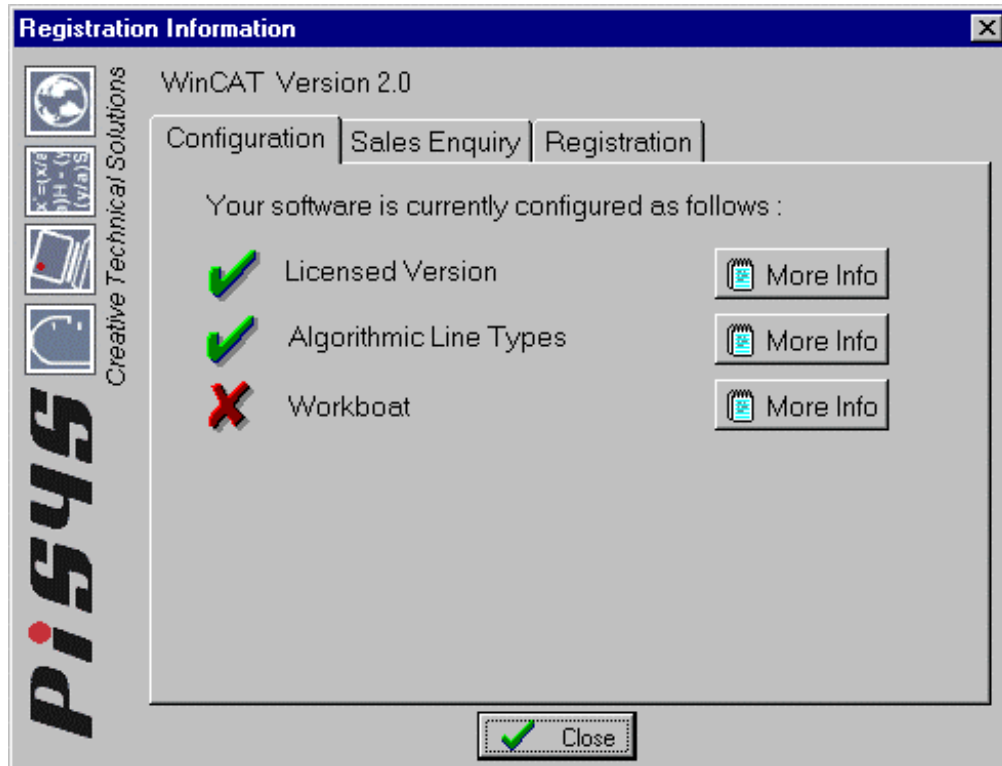 Registration Information
WinCAT Version 2.0
Configuration
Sales Enquiry
Registration
Your software is currently configured as follows :
Licensed Version
More Info
Algorithmic Line Types
More Info
Workboat
More Info
Close
Creative Technical Solutions
PiSYS